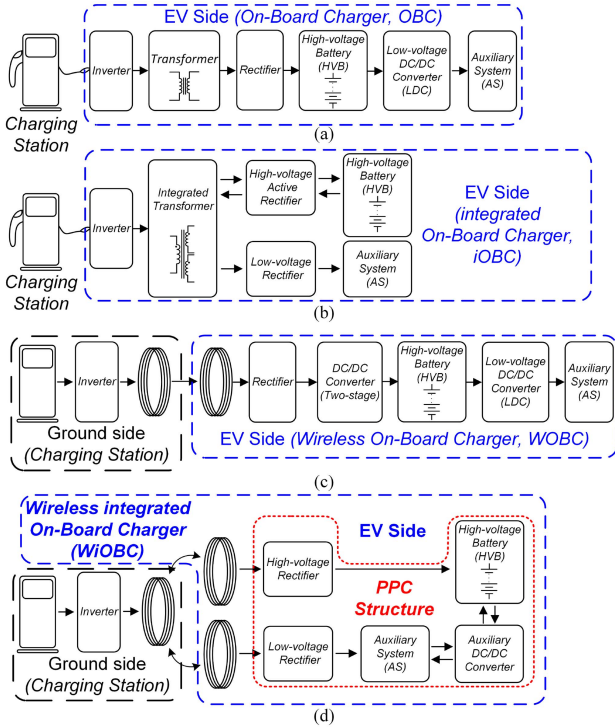 EV Side (On-Board Charger, OBC)
Inverter
Transformer
Rectifier
High-voltage
Battery
(HVB)
Low-voltage
DC/DC
Converter
(LDC)
Auxiliary
System
(AS)
Charging
Station
(a)
Inverter
Integrated
Transformer
High-voltage
Active
Rectifier
High-voltage
Battery
(HVB)
Low-voltage
Rectifier
Auxiliary
System
(AS)
EV Side
(integrated
On-Board Charger,
iOBC)
Charging
Station
(b)
Inverter
Ground side
(Charging Station)
Rectifier
DC/DC
Converter
(Two-stage)
High-voltage
Battery
(HVB)
Low-voltage
DC/DC
Converter
(LDC)
Auxiliary
System
(AS)
EV Side (Wireless On-Board Charger, WOBC)
(c)
Wireless integrated
On-Board Charger
(WiOBC)
EV Side
Inverter
Ground side
(Charging Station)
High-voltage
Rectifier
High-voltage
Battery
(HVB)
PPC
Structure
Low-voltage
Rectifier
Auxiliary
System
(AS)
Auxiliary
DC/DC
Converter
(d)